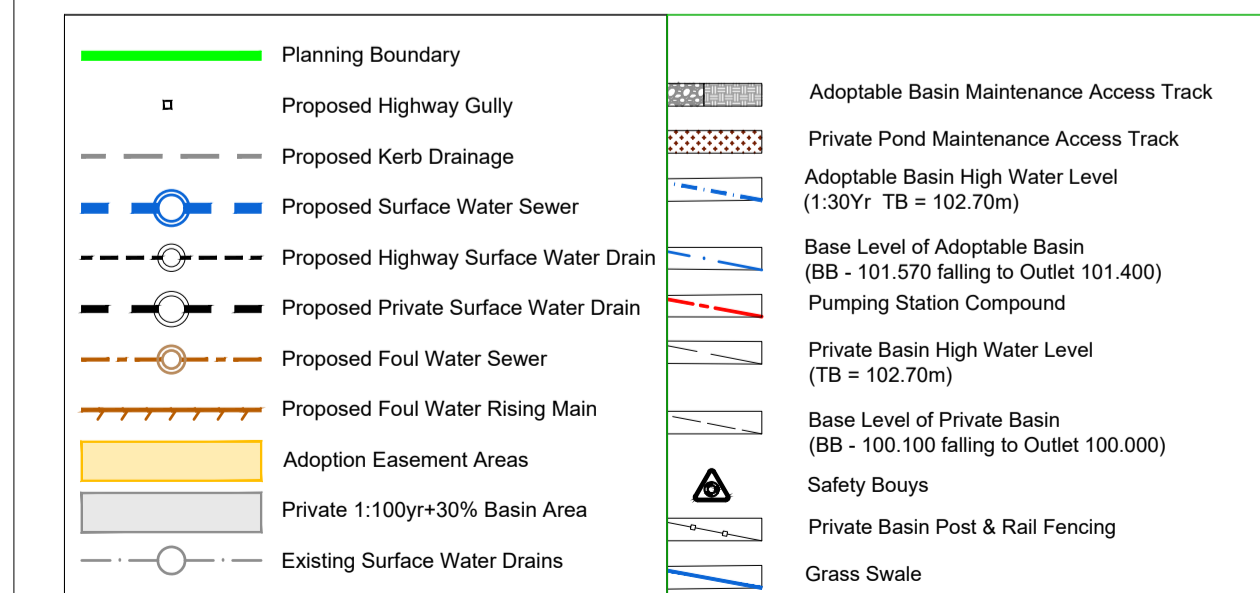 Planning Boundary
Proposed Highway Gully
Proposed Kerb Drainage
Proposed Surface Water Sewer
Proposed Highway Surface Water Drain
Proposed Private Surface Water Drain
Proposed Foul Water Sewer
Proposed Foul Water Rising Main
Adoption Easement Areas
Private 1:100yr+30% Basin Area
Existing Surface Water Drains
Adoptable Basin Maintenance Access Track
Private Pond Maintenance Access Track
Adoptable Basin High Water Level
(1:30Yr TB = 102.70m)
Base Level of Adoptable Basin
(BB - 101.570 falling to Outlet 101.400)
Pumping Station Compound
Private Basin High Water Level
(TB = 102.70m)
Base Level of Private Basin
(BB - 100.100 falling to Outlet 100.000)
Safety Bouys
Private Basin Post & Rail Fencing
Grass Swale